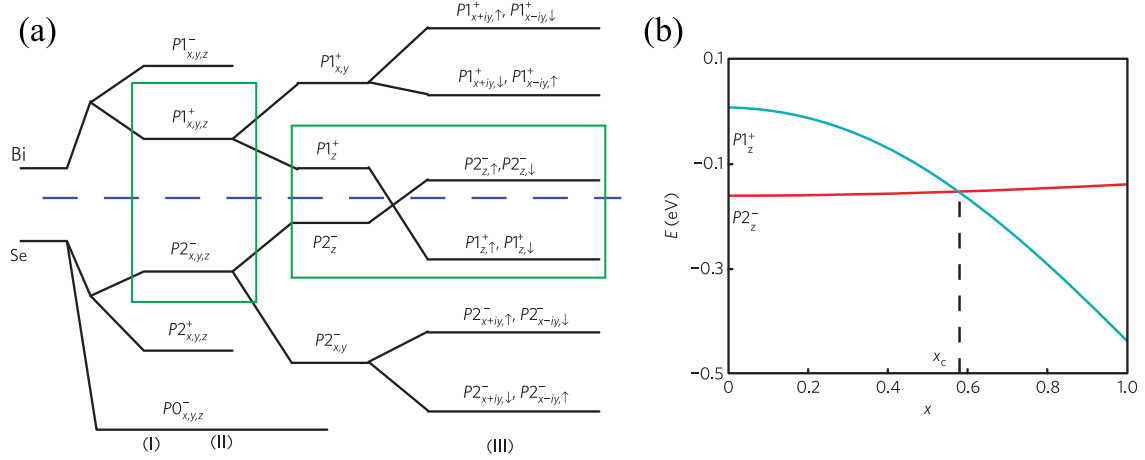 (a)
P1⁺ₓ₊ᵢᵧ,↑, P1⁺ₓ₋ᵢᵧ,↓
P1⁻x,y,z
P1⁺x,y
P1⁺x+iy,↓, P1⁺x−iy,↑
P1⁺x,y,z
Bi
P1⁺z
P2⁻z,↑,P2⁻z,↓
Se
P2⁻x,y,z
P2⁻z
P1⁺z,↑, P1⁺z,↓
P2⁺x,y,z
P2⁻x,y
P2⁻x+iy,↑, P2⁻x−iy,↓
P2⁻x+iy,↓, P2⁻x−iy,↑
P0⁻x,y,z
(I)
(II)
(III)
(b)
0.1
P1⁺z
−0.1
P2⁻z
E (eV)
−0.3
xc
−0.5
0 0.2 0.4 0.6 0.8 1.0
x